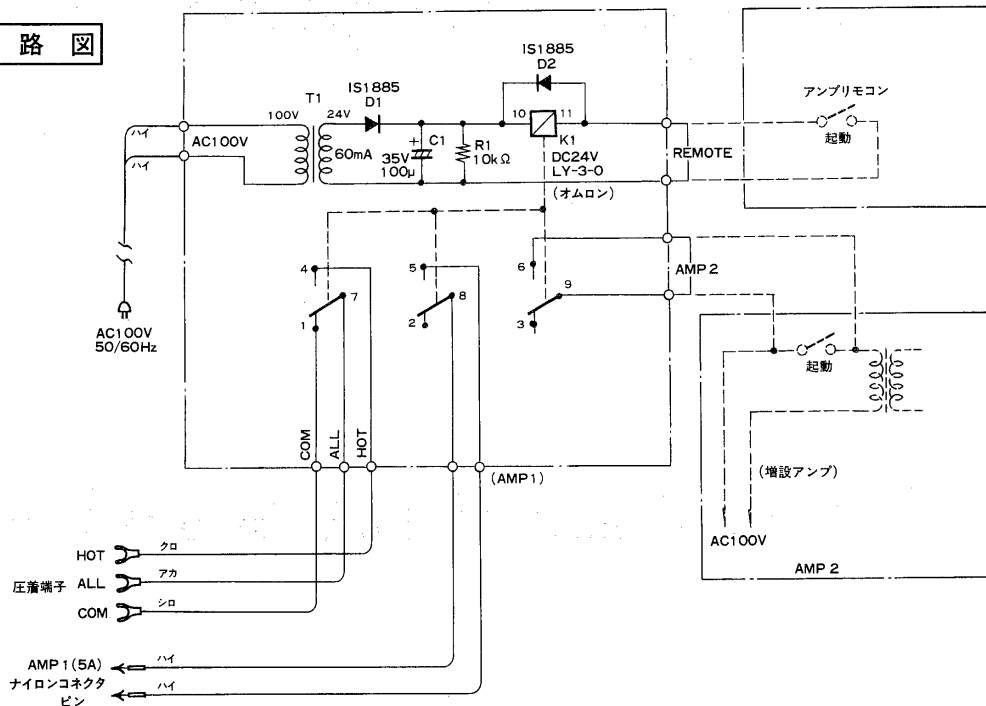 路 図
T1
100V
24V
60mA
IS1885
D1
IS1885
D2
+
C1
35V
100μ
R1
10kΩ
10
11
K1
DC24V
LY-3-0
(オムロン)
REMOTE
アンプリモコン
起動
ハイ
ハイ
AC100V
AC100V
50/60Hz
4
7
1
5
8
2
6
9
3
AMP 2
起動
(増設アンプ)
AC100V
AMP 2
COM
ALL
HOT
(AMP1)
HOT
クロ
圧着端子
ALL
アカ
COM
シロ
AMP 1(5A)
ハイ
ナイロンコネクタ
ピン
ハイ